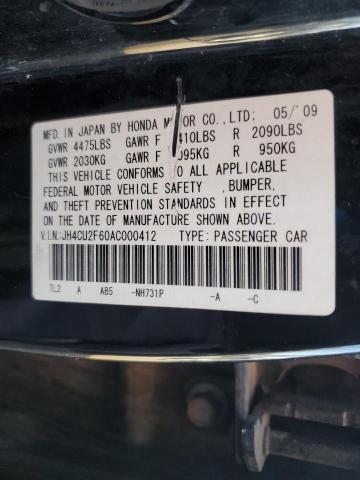 MFD. IN JAPAN BY HONDA MOTOR CO.,LTD. 05/'09
GVWR 4475LBS GAWR F 410LBS R 2090LBS
GVWR 2030KG GAWR F 095KG R 950KG
THIS VEHICLE CONFORMS TO ALL APPLICABLE
FEDERAL MOTOR VEHICLE SAFETY ,BUMPER,
AND THEFT PREVENTION STANDARDS IN EFFECT
ON THE DATE OF MANUFACTURE SHOWN ABOVE.
V.I.N:JH4CU2F60AC000412 TYPE: PASSENGER CAR
TL2 A AB5 -NH731P -A -C